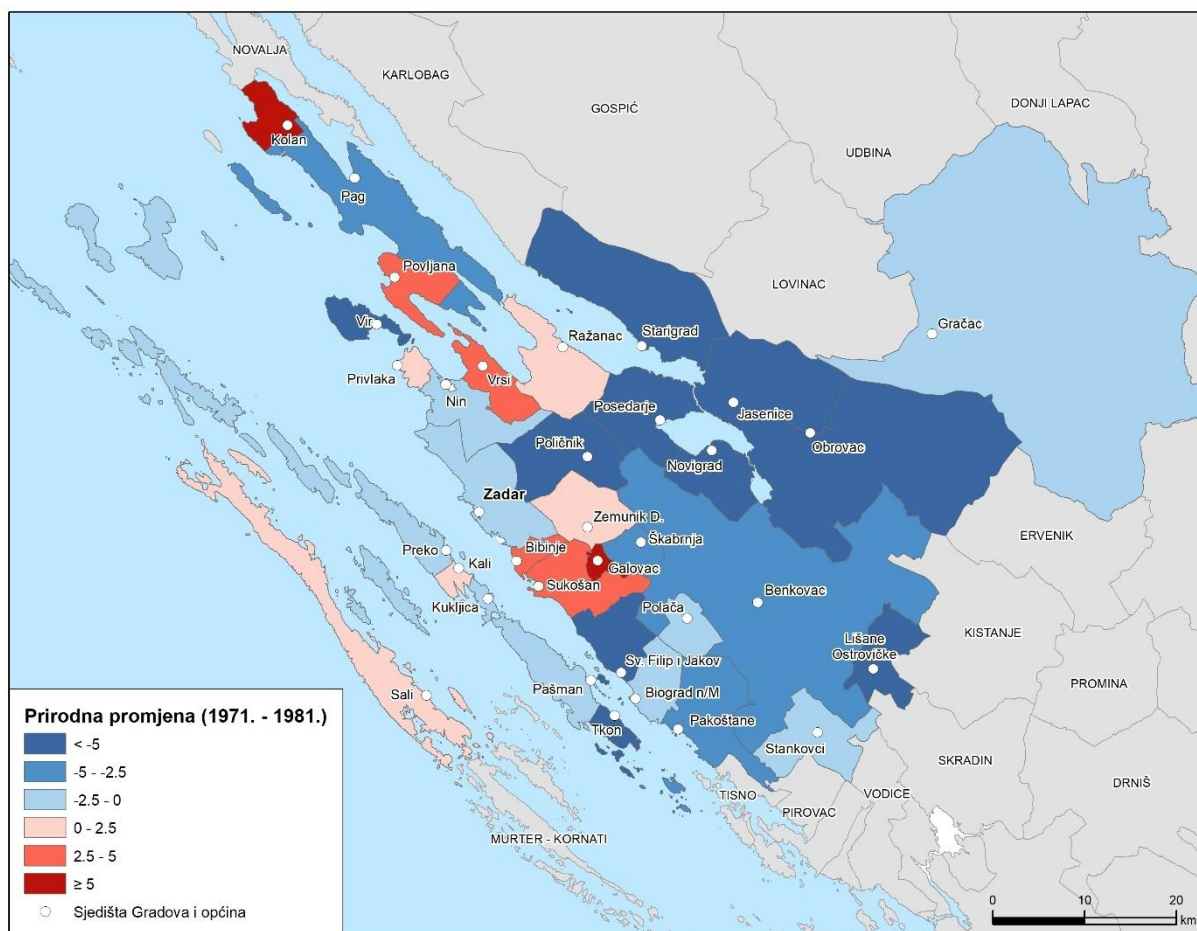 NOVALJA
KARLOBAG
GOSPIĆ
DONJI LAPAC
UDBINA
Kolan
Pag
LOVINAC
Povljana
Vir
Ražanac
Starigrad
Gračac
Privlaka
Vrsi
Nin
Posedarje
Jasenice
Obrovac
Poličnik
Novigrad
Zadar
Zemunik D.
ERVENIK
Preko
Bibinje
Škabrnja
Kali
Galovac
Sukošan
Kukljica
Benkovac
Polača
KISTANJE
Lišane
Ostrovičke
Sv. Filip i Jakov
Sali
Pašman
Biograd n/M
PROMINA
Tkon
Pakoštane
Stankovci
SKRADIN
DRNIŠ
TISNO
VODICE
PIROVAC
MURTER - KORNATI
Prirodna promjena (1971. - 1981.)
< -5
-5 - -2.5
-2.5 - 0
0 - 2.5
2.5 - 5
≥ 5
Sjedišta Gradova i općina
0 10 20
km